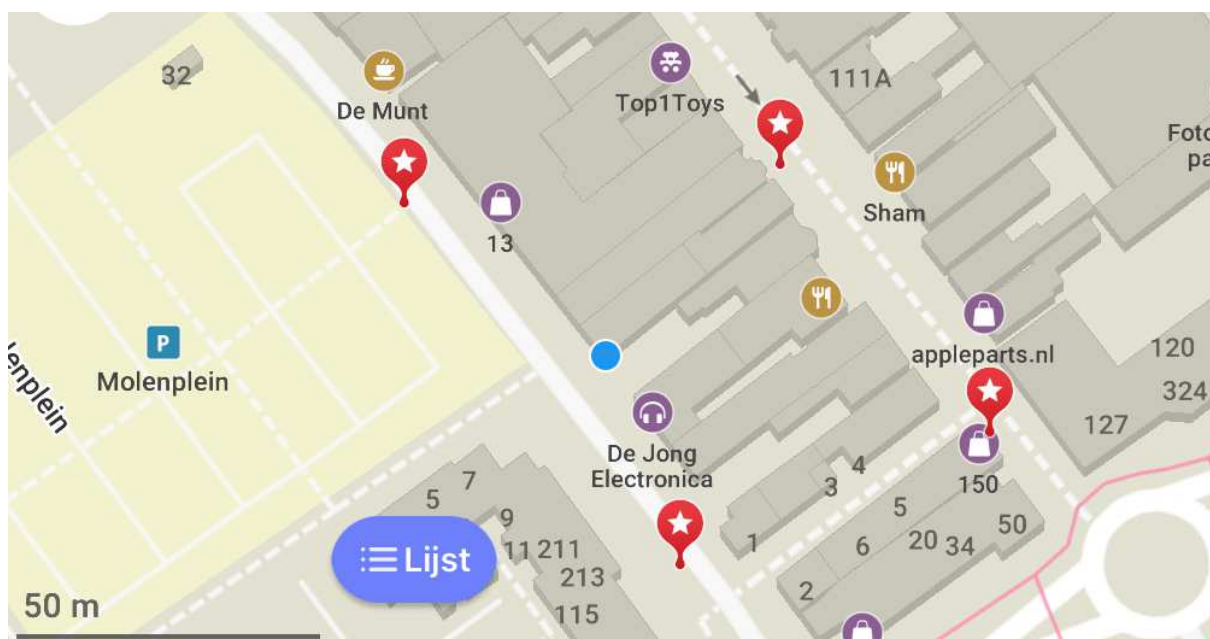 32
De Munt
Top1Toys
111A
Foto
pa
13
Sham
P
Molenplein
lenplein
appleparts.nl
120
324
127
De Jong
Electronica
150
4
3
1
5
50
20
34
6
2
7
5
9
11
211
213
115
Lijst
50 m